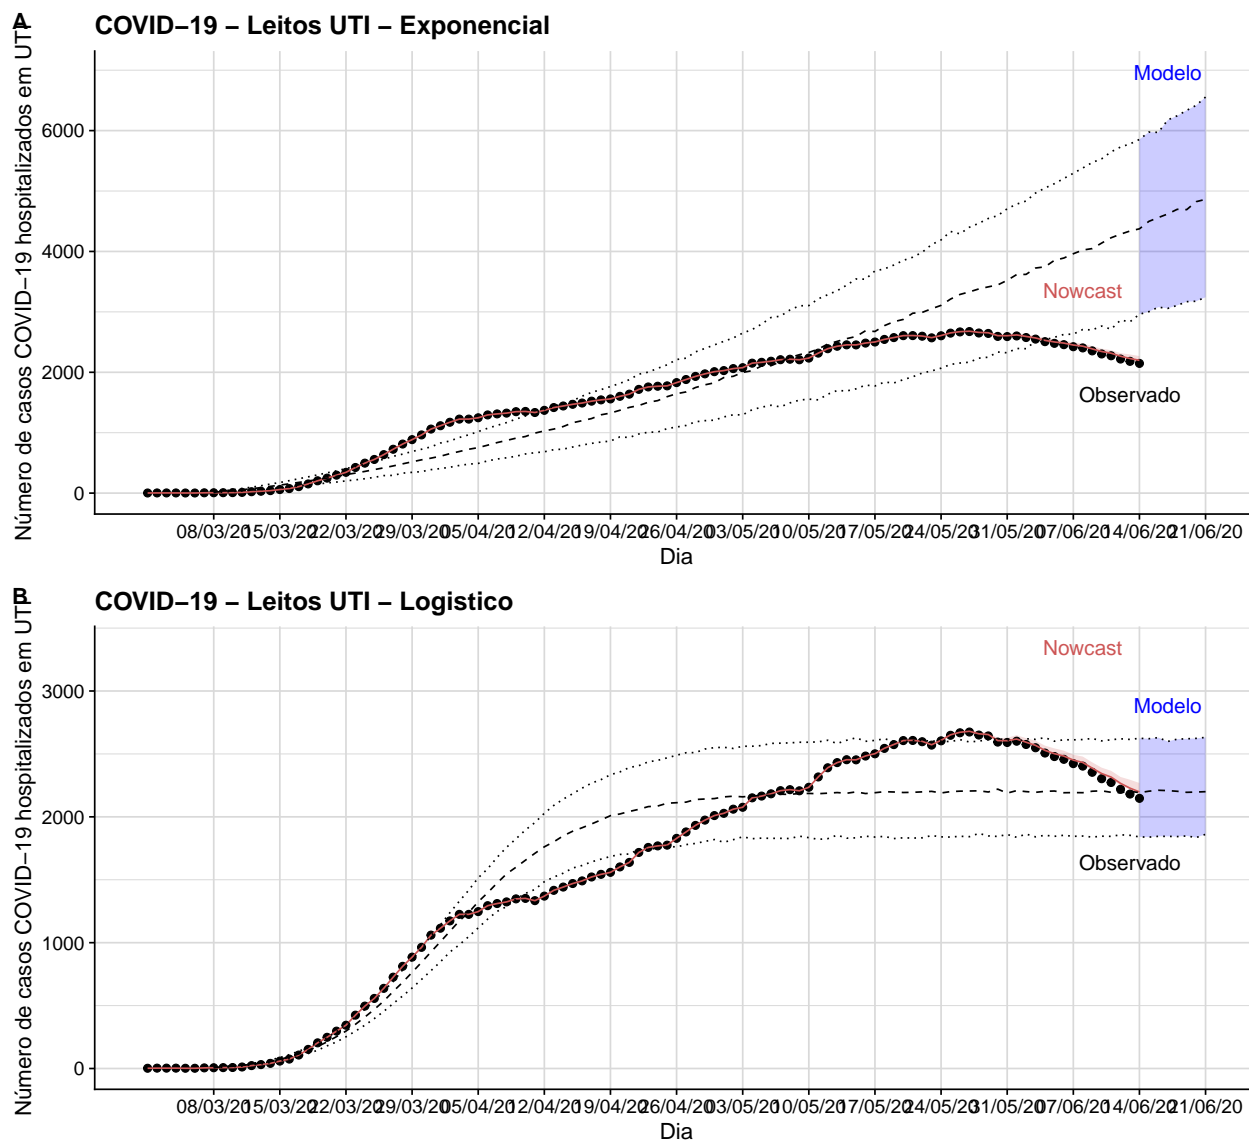 A
COVID−19 − Leitos UTI − Exponencial
Número de casos COVID−19 hospitalizados em UTI
6000
4000
2000
0
Modelo
Nowcast
Observado
08/03/20 15/03/20 22/03/20 29/03/20 05/04/20 12/04/20 19/04/20 26/04/20 03/05/20 10/05/20 17/05/20 24/05/20 31/05/20 07/06/20 14/06/20 21/06/20
Dia
B
COVID−19 − Leitos UTI − Logistico
Número de casos COVID−19 hospitalizados em UTI
3000
2000
1000
0
Nowcast
Modelo
Observado
08/03/20 15/03/20 22/03/20 29/03/20 05/04/20 12/04/20 19/04/20 26/04/20 03/05/20 10/05/20 17/05/20 24/05/20 31/05/20 07/06/20 14/06/20 21/06/20
Dia